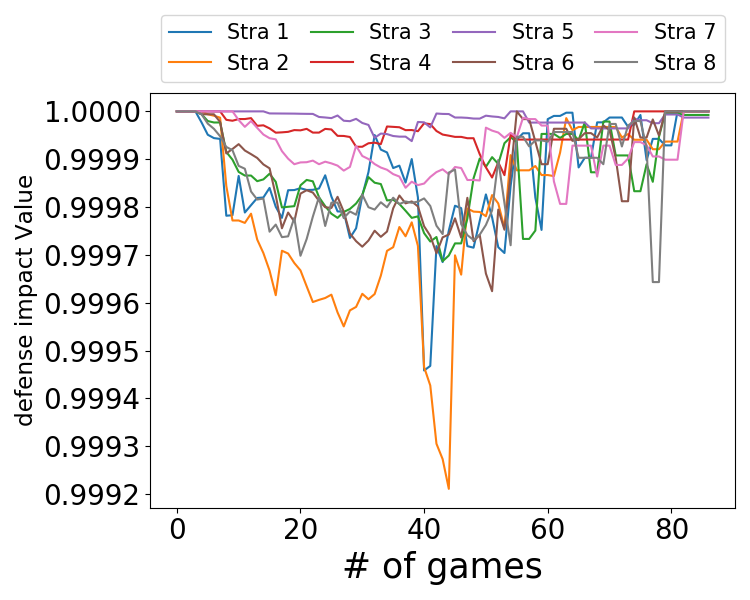 Stra 1 Stra 3 Stra 5 Stra 7
Stra 2 Stra 4 Stra 6 Stra 8
1.0000
0.9999
0.9998
0.9997
0.9996
0.9995
0.9994
0.9993
0.9992
defense impact Value
0 20 40 60 80
# of games